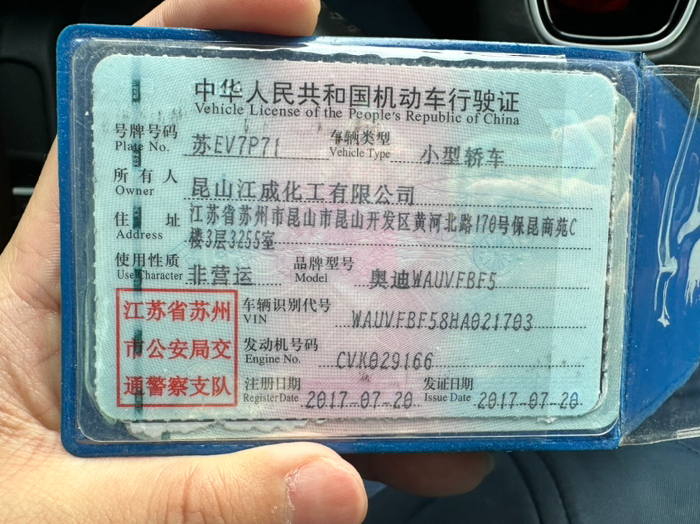 中华人民共和国机动车行驶证
Vehicle License of the People's Republic of China
号牌号码 苏EV7P71 车辆类型 小型轿车
Plate No. Vehicle Type
所有人 昆山江成化工有限公司
Owner
住址 江苏省苏州市昆山市昆山开发区黄河北路170号保昆商苑C
Address 楼3层3255室
使用性质 非营运 品牌型号 奥迪WAUVFBF5
Use Character Model
江苏省苏州 车辆识别代号 WAUVFBF58HA021703
VIN
市公安局交 发动机号码 CVK029166
Engine No.
通警察支队 注册日期 2017-07-20 发证日期 2017-07-20
Register Date Issue Date